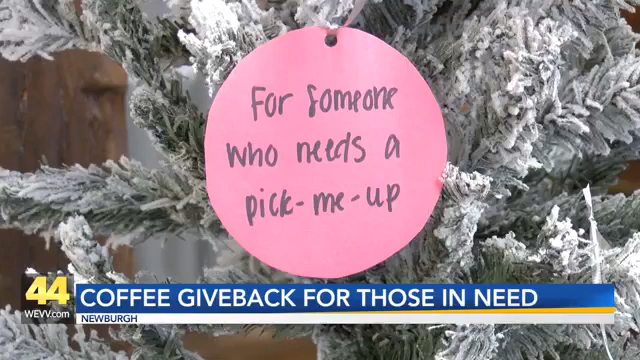 For someone
who needs a
pick-me-up
44
WEVV.com
COFFEE GIVEBACK FOR THOSE IN NEED
NEWBURGH